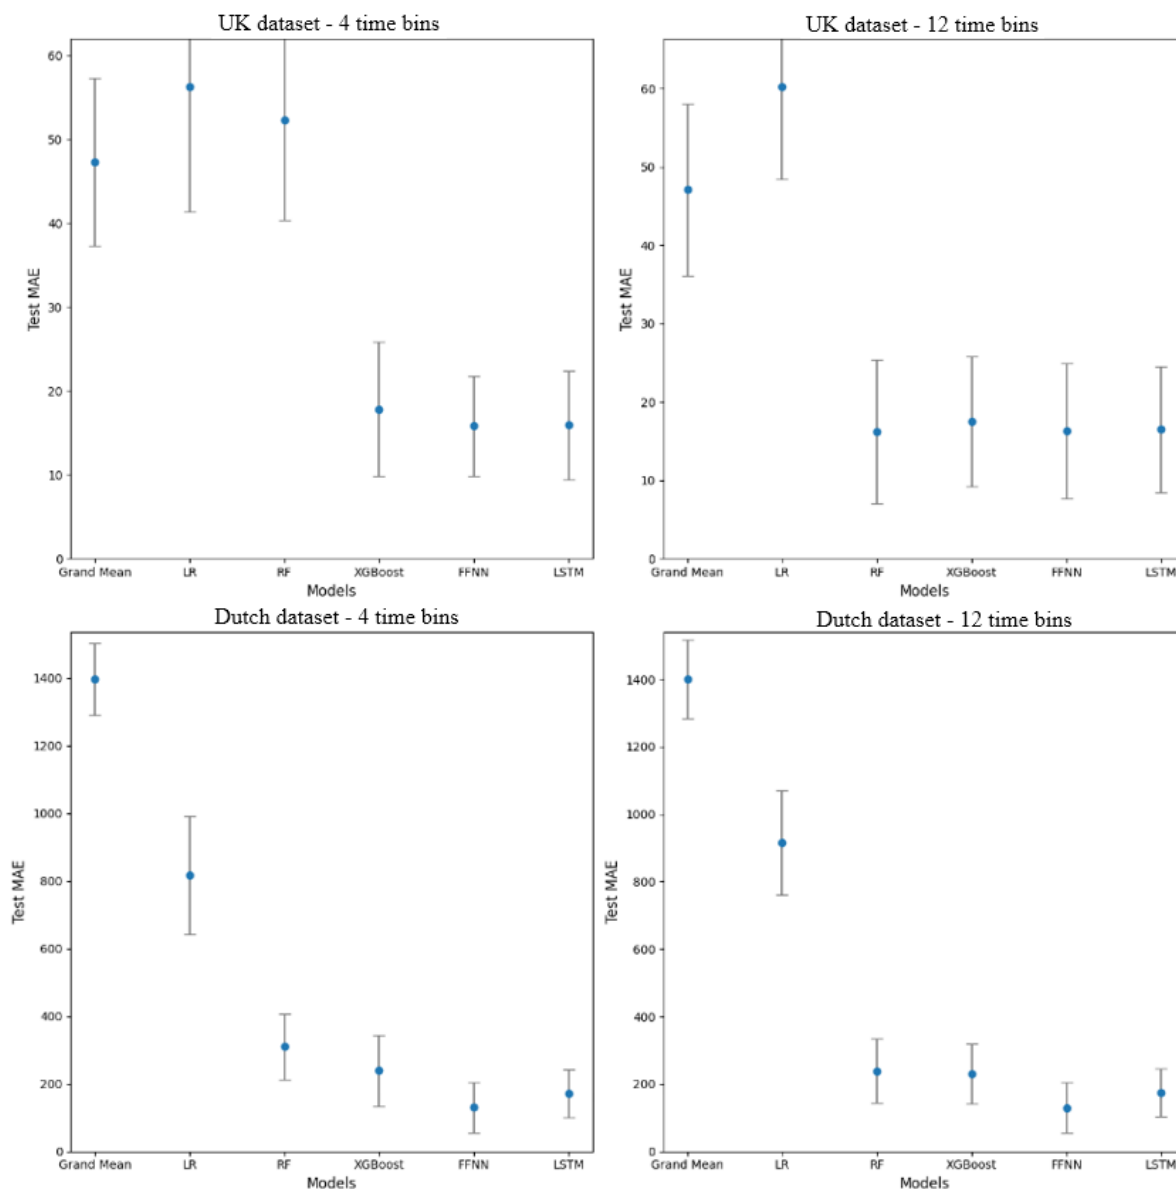 UK dataset - 4 time bins
60
50
40
30
20
10
0
Test MAE
Grand Mean LR RF XGBoost FFNN LSTM
Models
UK dataset - 12 time bins
60
50
40
30
20
10
0
Test MAE
Grand Mean LR RF XGBoost FFNN LSTM
Models
Dutch dataset - 4 time bins
1400
1200
1000
800
600
400
200
0
Test MAE
Grand Mean LR RF XGBoost FFNN LSTM
Models
Dutch dataset - 12 time bins
1400
1200
1000
800
600
400
200
0
Test MAE
Grand Mean LR RF XGBoost FFNN LSTM
Models